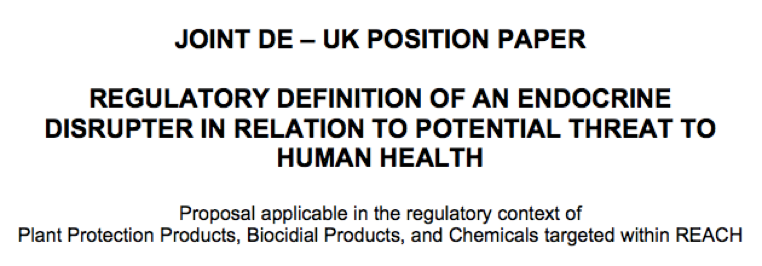 JOINT DE – UK POSITION PAPER
REGULATORY DEFINITION OF AN ENDOCRINE
DISRUPTER IN RELATION TO POTENTIAL THREAT TO
HUMAN HEALTH
Proposal applicable in the regulatory context of
Plant Protection Products, Biocidial Products, and Chemicals targeted within REACH